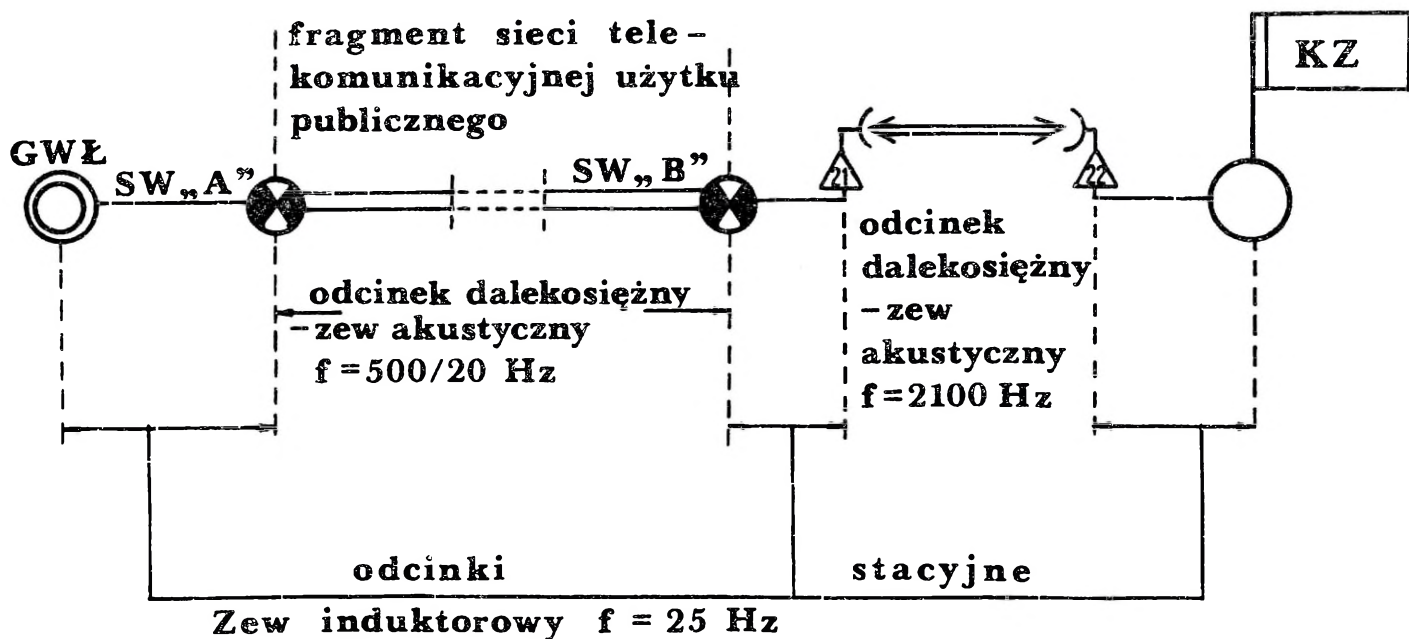 fragment sieci tele-
komunikacyjnej użytku
publicznego
KZ
GWŁ
SW„A”
SW„B”
21
22
odcinek dalekosiężny
-zew akustyczny
f=500/20 Hz
odcinek
dalekosiężny
-zew
akustyczny
f=2100 Hz
odcinki stacyjne
Zew induktorowy f = 25 Hz